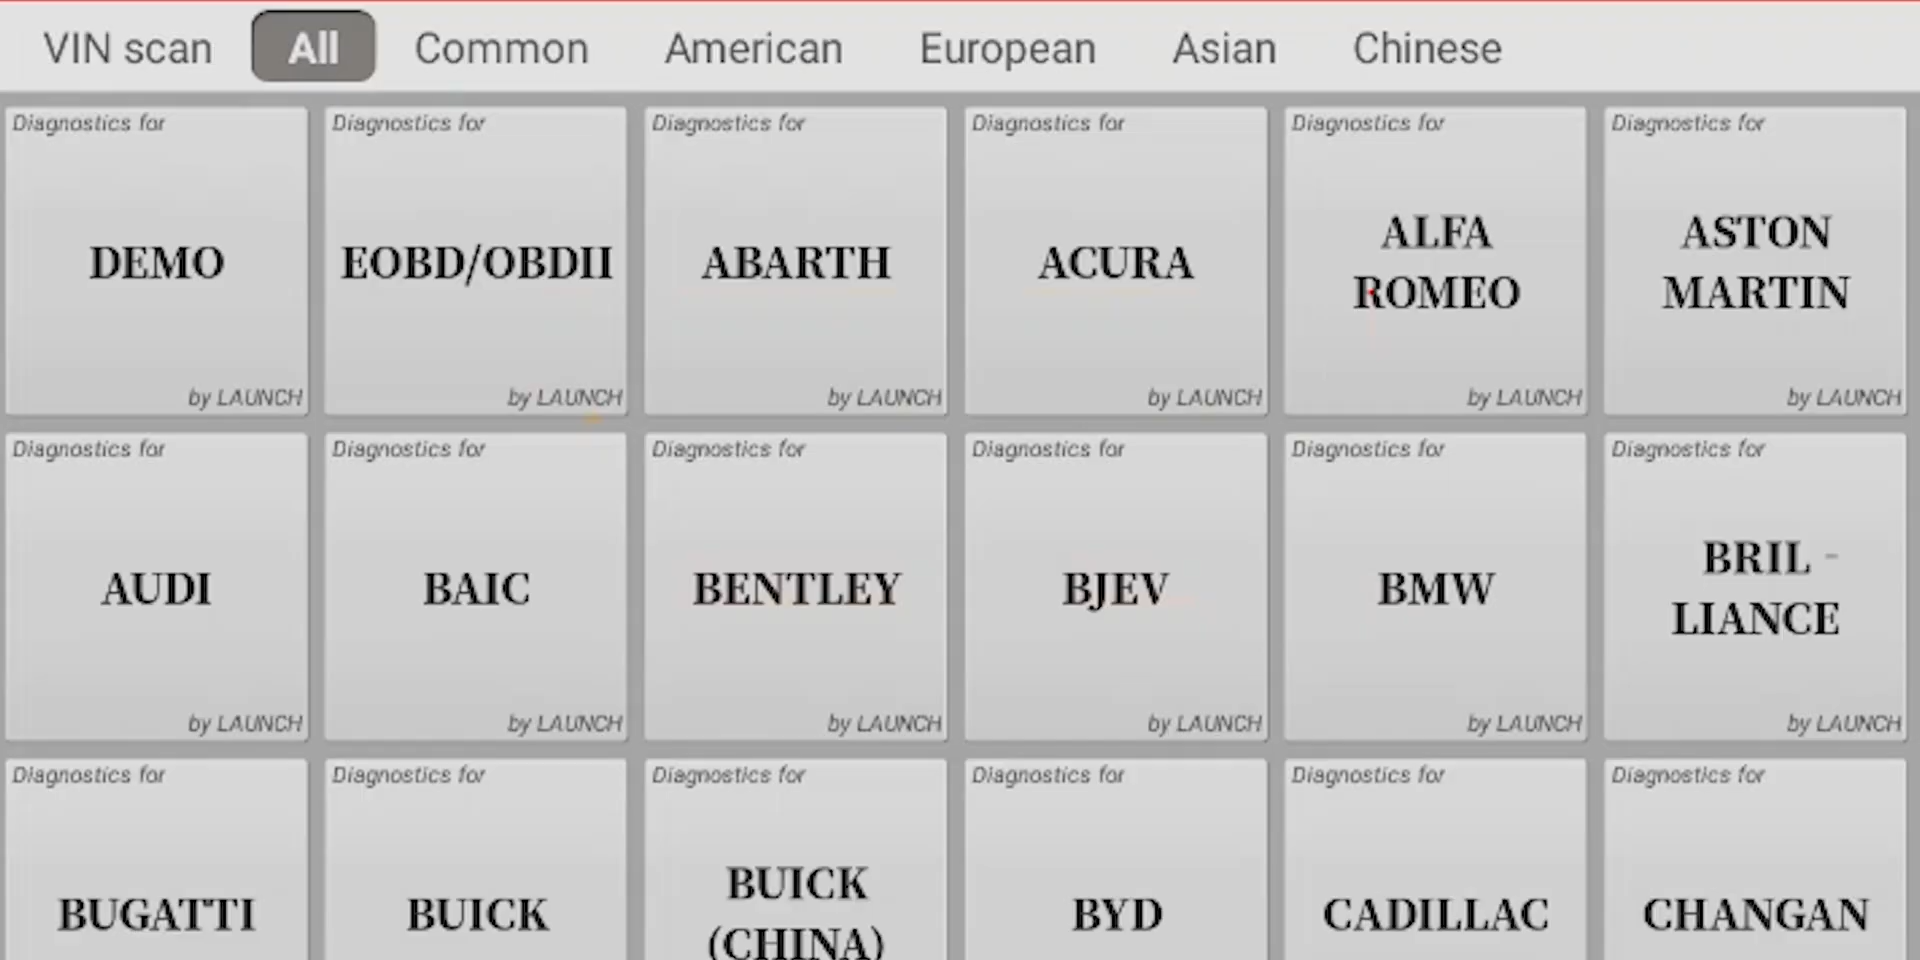 VIN scan All Common American European Asian Chinese
Diagnostics for Diagnostics for Diagnostics for Diagnostics for Diagnostics for Diagnostics for
DEMO EOBD/OBDII ABARTH ACURA ALFA ROMEO ASTON MARTIN
by LAUNCH by LAUNCH by LAUNCH by LAUNCH by LAUNCH by LAUNCH
Diagnostics for Diagnostics for Diagnostics for Diagnostics for Diagnostics for Diagnostics for
AUDI BAIC BENTLEY BJEV BMW BRIL - LIANCE
by LAUNCH by LAUNCH by LAUNCH by LAUNCH by LAUNCH by LAUNCH
Diagnostics for Diagnostics for Diagnostics for Diagnostics for Diagnostics for Diagnostics for
BUGATTI BUICK BUICK (CHINA) BYD CADILLAC CHANGAN